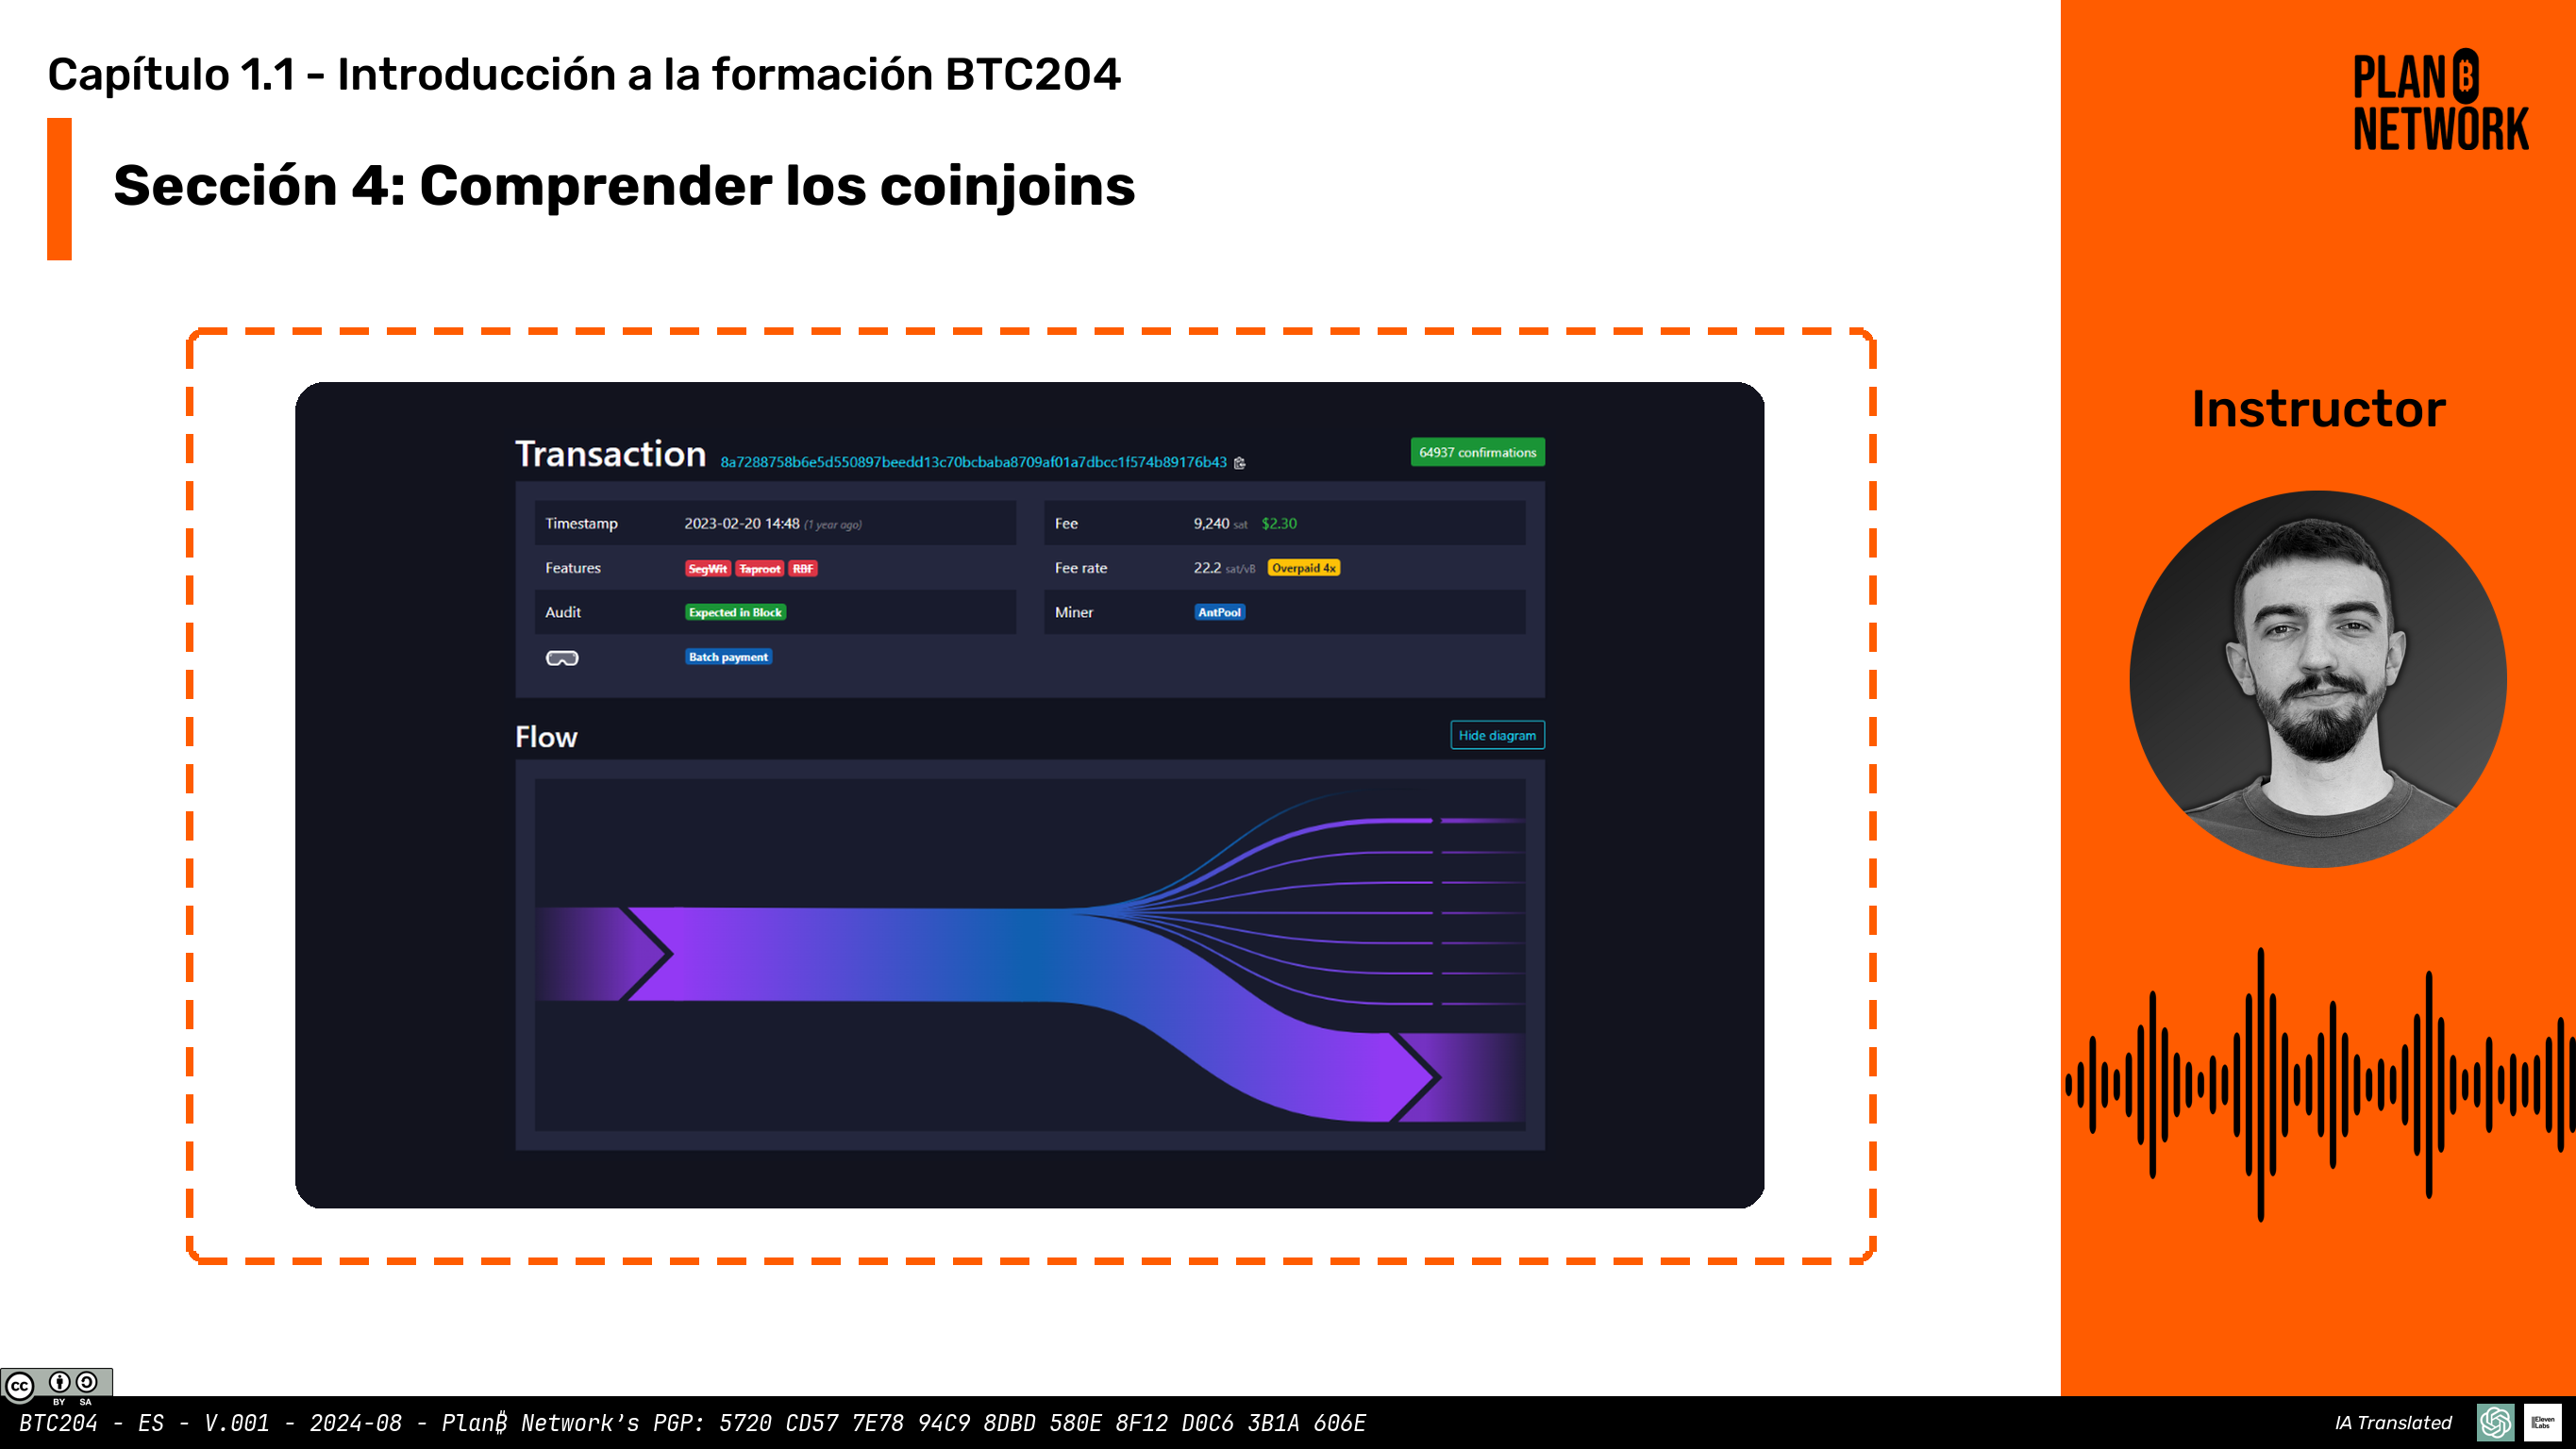 Capítulo 1.1 - Introducción a la formación BTC204
Sección 4: Comprender los coinjoins
PLAN ₿
NETWORK
Instructor
Transaction 8a7288758b6e5d550897beedd13c70bcbaba8709af01a7dbcc1f574b89176b43
64937 confirmations
Timestamp 2023-02-20 14:48 (1 year ago)
Fee 9,240 sat $2.30
Features SegWit Taproot RBF
Fee rate 22.2 sat/vB Overpaid 4x
Audit Expected in Block
Miner AntPool
Batch payment
Flow
Hide diagram
cc BY SA
BTC204 - ES - V.001 - 2024-08 - Plan₿ Network's PGP: 5720 CD57 7E78 94C9 8DBD 580E 8F12 D0C6 3B1A 606E
IA Translated
IIElevenLabs